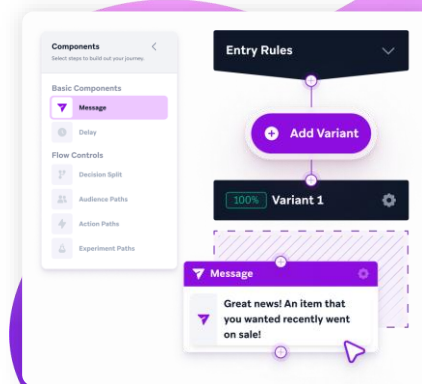 Components
Select steps to build out your journey.
Basic Components
Message
Delay
Flow Controls
Decision Split
Audience Paths
Action Paths
Experiment Paths
Entry Rules
Add Variant
100% Variant 1
Message
Great news! An item that
you wanted recently went
on sale!